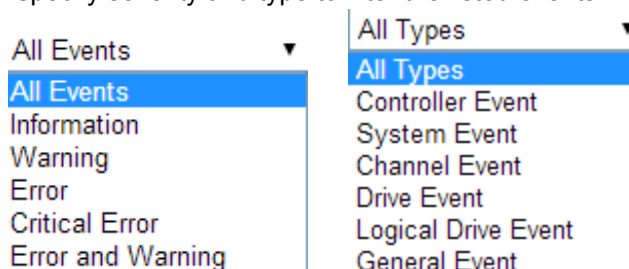 All Events
All Events
Information
Warning
Error
Critical Error
Error and Warning
All Types
All Types
Controller Event
System Event
Channel Event
Drive Event
Logical Drive Event
General Event